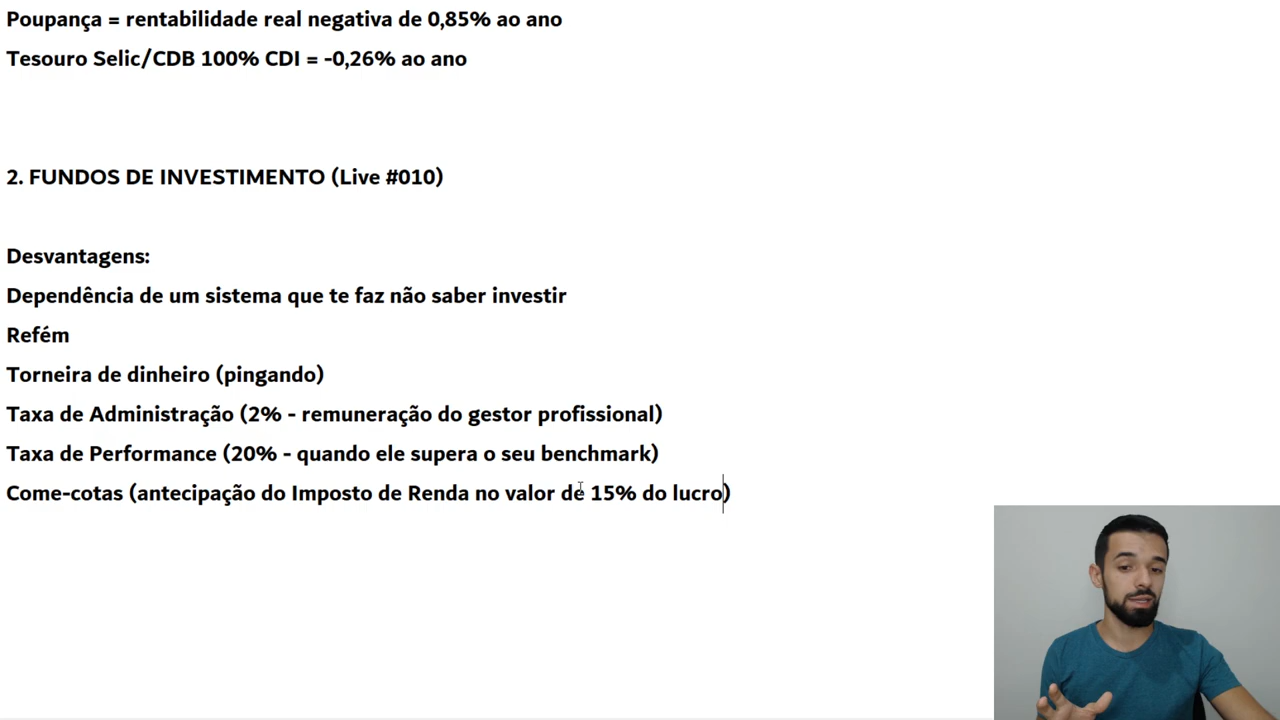 Poupança = rentabilidade real negativa de 0,85% ao ano
Tesouro Selic/CDB 100% CDI = -0,26% ao ano
2. FUNDOS DE INVESTIMENTO (Live #010)
Desvantagens:
Dependência de um sistema que te faz não saber investir
Refém
Torneira de dinheiro (pingando)
Taxa de Administração (2% - remuneração do gestor profissional)
Taxa de Performance (20% - quando ele supera o seu benchmark)
Come-cotas (antecipação do Imposto de Renda no valor de 15% do lucro)